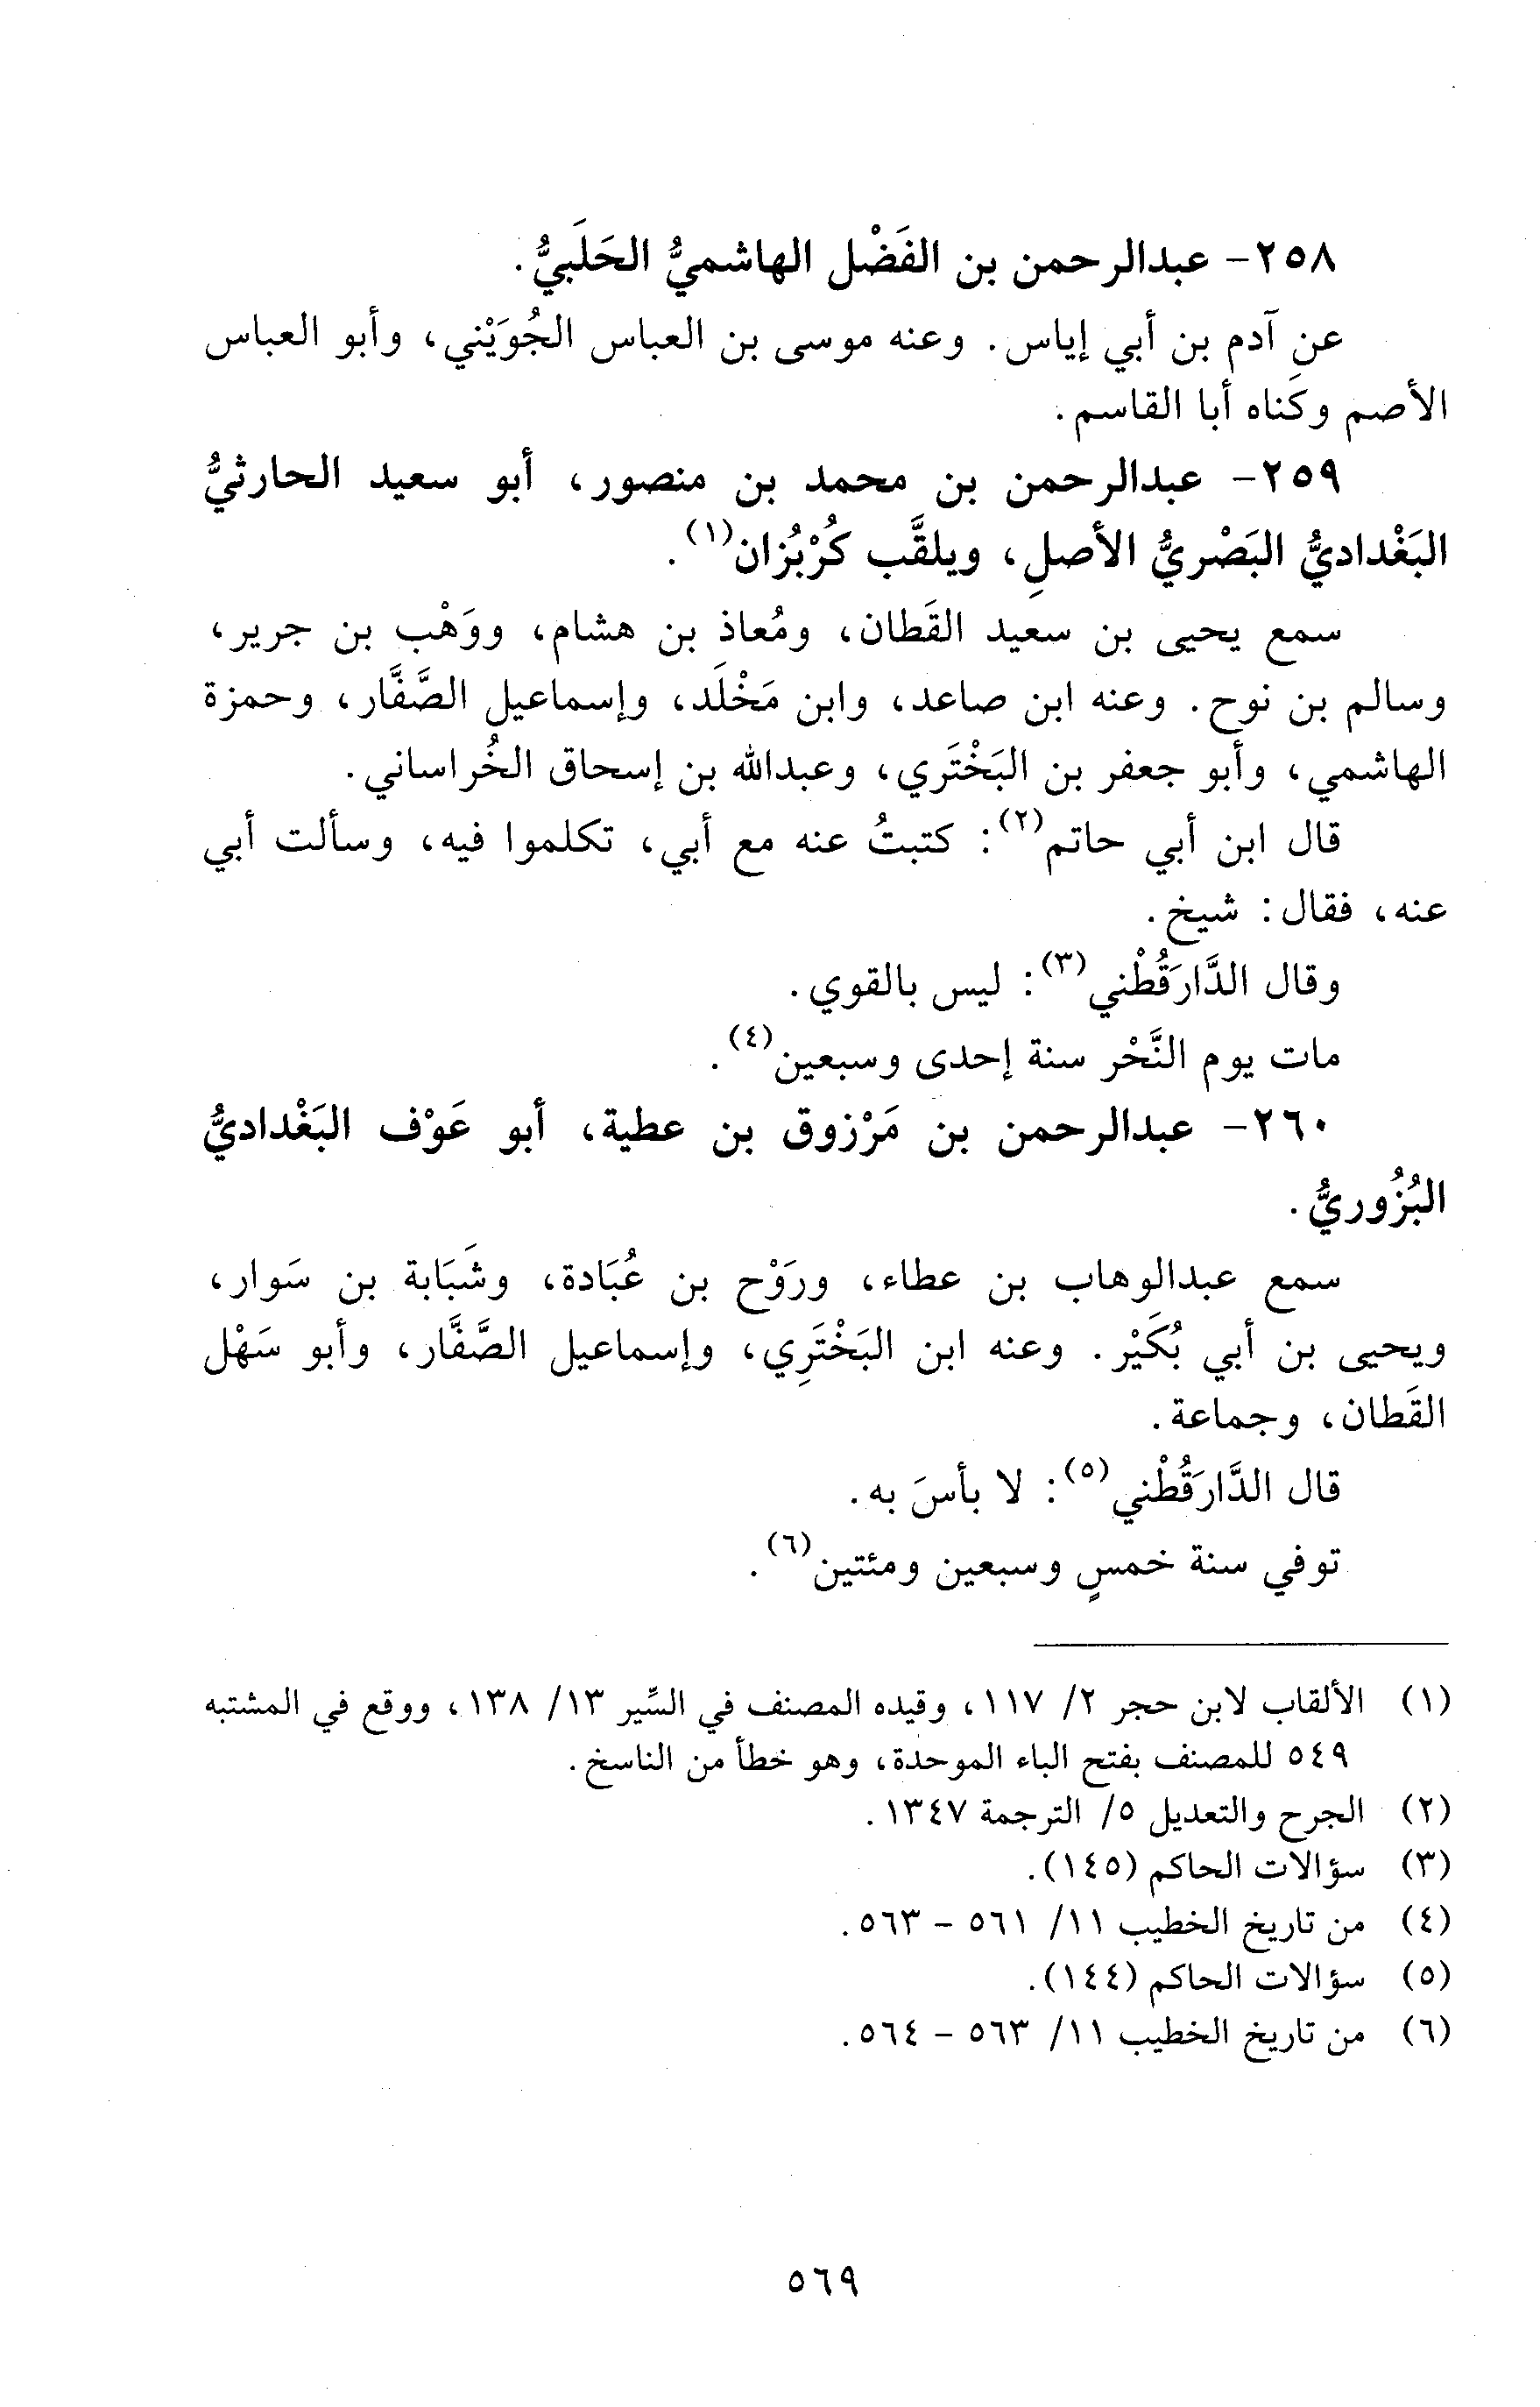 ٢٥٨- عبدالرحمن بن الفَضْل الهاشميُّ الحَلَبيُّ.
عن آدم بن أبي إياس. وعنه موسى بن العباس الجُوَيْني، وأبو العباس
الأصم وكَناه أبا القاسم.
٢٥٩- عبدالرحمن بن محمد بن منصور، أبو سعيد الحارثيُّ
البَغْداديُّ البَصْريُّ الأصلِ، ويلقَّب كُرْبُزان(١).
سمع يحيى بن سعيد القَطان، ومُعاذ بن هشام، ووَهْب بن جرير،
وسالم بن نوح. وعنه ابن صاعد، وابن مَخْلَد، وإسماعيل الصَّفَّار، وحمزة
الهاشمي، وأبو جعفر بن البَخْتَري، وعبدالله بن إسحاق الخُراساني.
قال ابن أبي حاتم(٢): كتبتُ عنه مع أبي، تكلموا فيه، وسألت أبي
عنه، فقال: شيخ.
وقال الدَّارَقُطْني(٣): ليس بالقوي.
مات يوم النَّحْر سنة إحدى وسبعين(٤).
٢٦٠- عبدالرحمن بن مَرْزوق بن عطية، أبو عَوْف البَغْداديُّ
البُزُوريُّ.
سمع عبدالوهاب بن عطاء، ورَوْح بن عُبَادة، وشَبَابة بن سَوار،
ويحيى بن أبي بُكَيْر. وعنه ابن البَخْتَرِي، وإسماعيل الصَّفَّار، وأبو سَهْل
القَطان، وجماعة.
قال الدَّارَقُطْني(٥): لا بأسَ به.
توفي سنة خمسٍ وسبعين ومئتين(٦).
(١) الألقاب لابن حجر ٢/ ١١٧، وقيده المصنف في السِّير ١٣/ ١٣٨، ووقع في المشتبه
٥٤٩ للمصنف بفتح الباء الموحدة، وهو خطأ من الناسخ.
(٢) الجرح والتعديل ٥/ الترجمة ١٣٤٧.
(٣) سؤالات الحاكم (١٤٥).
(٤) من تاريخ الخطيب ١١/ ٥٦١ - ٥٦٣.
(٥) سؤالات الحاكم (١٤٤).
(٦) من تاريخ الخطيب ١١/ ٥٦٣ - ٥٦٤.
٥٦٩